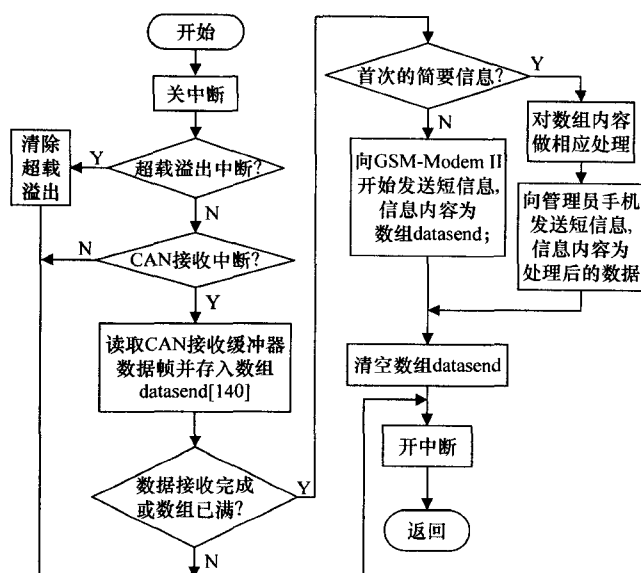 开始
关中断
清除
超载
溢出
Y
超载溢出中断?
N
N
CAN接收中断?
Y
读取CAN接收缓冲器
数据帧并存入数组
datasend[140]
数据接收完成
或数组已满?
Y
N
首次的简要信息?
Y
N
对数组内容
做相应处理
向GSM-Modem II
开始发送短信息,
信息内容为
数组datasend;
向管理员手机
发送短信息,
信息内容为
处理后的数据
清空数组datasend
开中断
返回